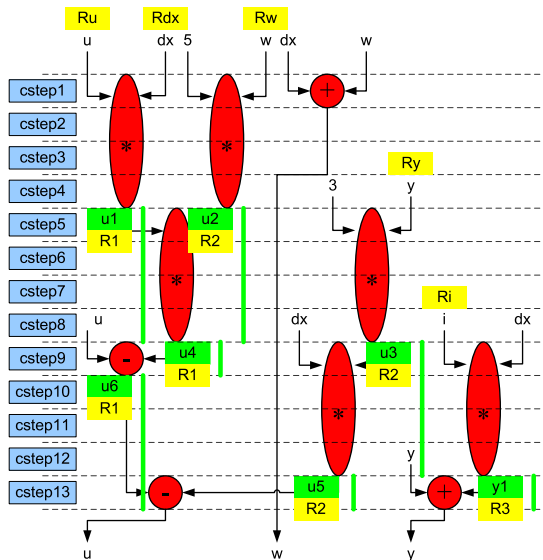 Ru Rdx Rw
u dx 5 w dx w
cstep1 +
cstep2
cstep3 * *
cstep4 Ry
3 y
cstep5 u1 u2
R1 R2
cstep6
cstep7 * *
Ri
cstep8 u dx i dx
cstep9 - u4 u3
R1 R2
cstep10 u6
R1
cstep11 * *
cstep12 y
cstep13 - u5 + y1
R2 R3
u w y